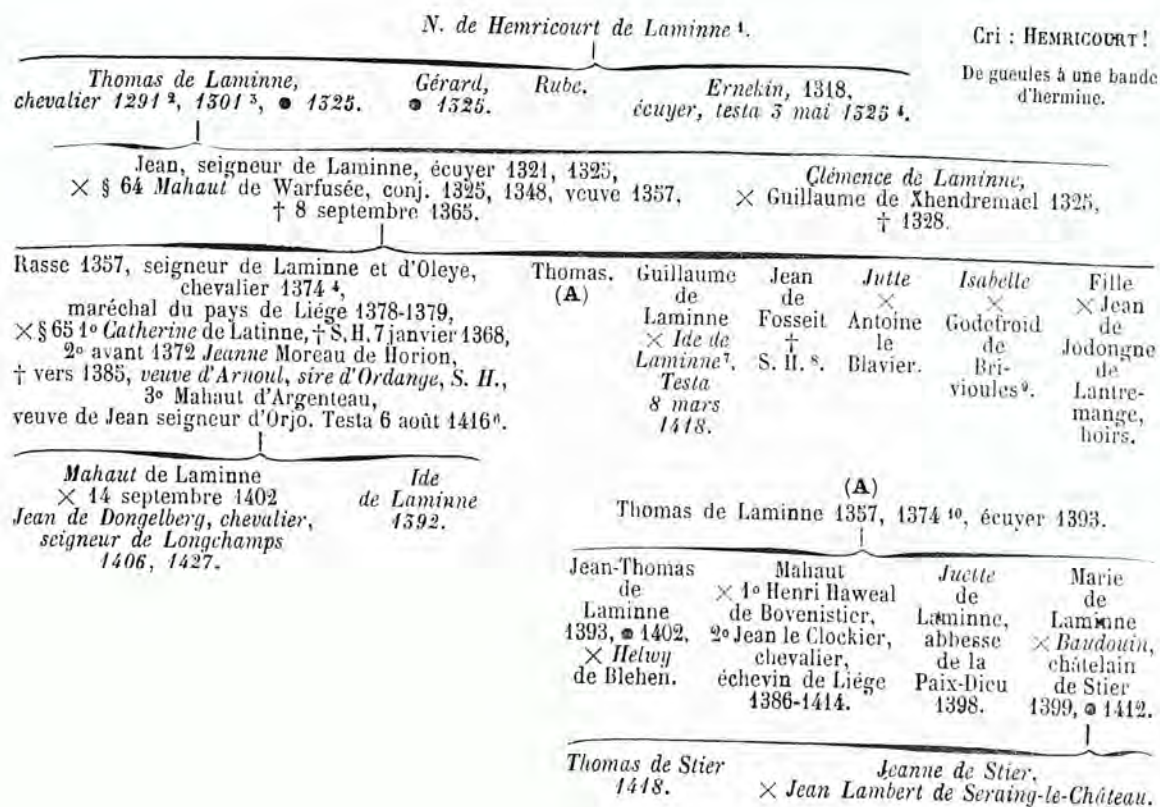 N. de Hemricourt de Laminne ¹.
Cri : HEMRICOURT !
De gueules à une bande
d'hermine.
Thomas de Laminne,
chevalier 1291 ², 1301 ³, ● 1325.
Gérard,
● 1325.
Rube.
Ernekin, 1318,
écuyer, testa 3 mai 1325 ⁴.
Jean, seigneur de Laminne, écuyer 1321, 1325,
× § 64 Mahaut de Warfusée, conj. 1325, 1348, veuve 1357,
† 8 septembre 1365.
Clémence de Laminne,
× Guillaume de Xhendremael 1325,
† 1328.
Rasse 1357, seigneur de Laminne et d'Oleye,
chevalier 1374 ⁴,
maréchal du pays de Liége 1378-1379,
× § 65 1º Catherine de Latinne, † S. H. 7 janvier 1368,
2º avant 1372 Jeanne Moreau de Horion,
† vers 1385, veuve d'Arnoul, sire d'Ordange, S. H.,
3º Mahaut d'Argenteau,
veuve de Jean seigneur d'Orjo. Testa 6 août 1416⁶.
Thomas.
(A)
Guillaume
de
Laminne
× Ide de
Laminne⁷.
Testa
8 mars
1418.
Jean
de
Fosseit
†
S. H. ⁸.
Jutte
×
Antoine
le
Blavier.
Isabelle
×
Godefroid
de
Bri-
vioules⁹.
Fille
× Jean
de
Jodongne
de
Lantre-
mange,
hoirs.
Mahaut de Laminne
× 14 septembre 1402
Jean de Dongelberg, chevalier,
seigneur de Longchamps
1406, 1427.
Ide
de Laminne
1392.
(A)
Thomas de Laminne 1357, 1374 ¹⁰, écuyer 1393.
Jean-Thomas
de
Laminne
1393, ● 1402,
× Helwy
de Blehen.
Mahaut
× 1º Henri Haweal
de Bovenistier,
2º Jean le Clockier,
chevalier,
échevin de Liége
1386-1414.
Juette
de
Laminne,
abbesse
de la
Paix-Dieu
1398.
Marie
de
Laminne
× Baudouin,
châtelain
de Stier
1399, ● 1412.
Thomas de Stier
1418.
Jeanne de Stier.
× Jean Lambert de Seraing-le-Château.